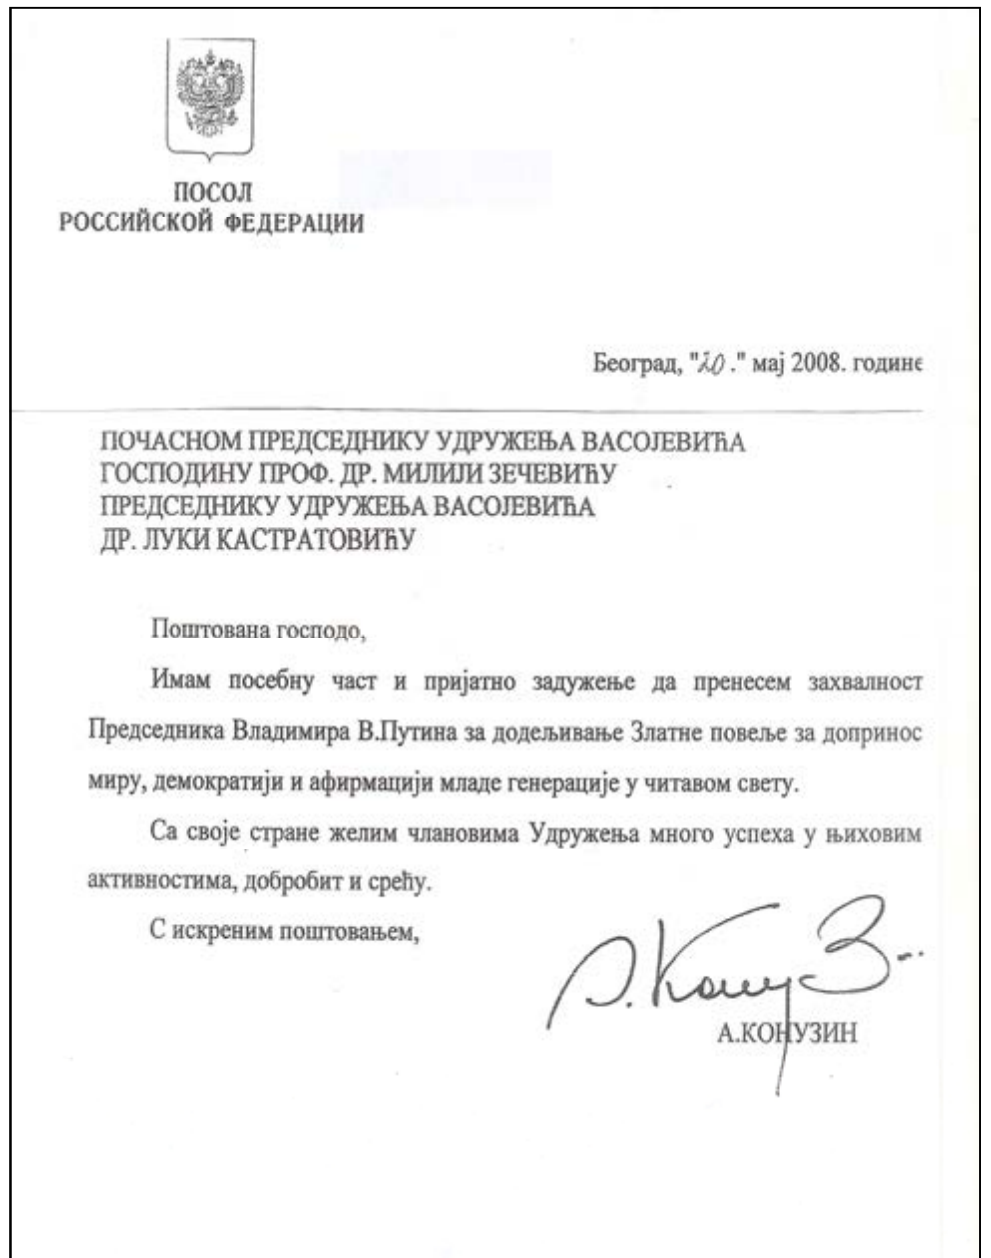 ПОСОЛ
РОССИЙСКОЙ ФЕДЕРАЦИИ
Београд, "20." мај 2008. године
ПОЧАСНОМ ПРЕДСЕДНИКУ УДРУЖЕЊА ВАСОЈЕВИЋА
ГОСПОДИНУ ПРОФ. ДР. МИЛИЈИ ЗЕЧЕВИЋУ
ПРЕДСЕДНИКУ УДРУЖЕЊА ВАСОЈЕВИЋА
ДР. ЛУКИ КАСТРАТОВИЋУ
Поштована господо,
Имам посебну част и пријатно задужење да пренесем захвалност
Председника Владимира В.Путина за додељивање Златне повеље за допринос
миру, демократији и афирмацији младе генерације у читавом свету.
Са своје стране желим члановима Удружења много успеха у њиховим
активностима, добробит и срећу.
С искреним поштовањем,
А.КОНУЗИН